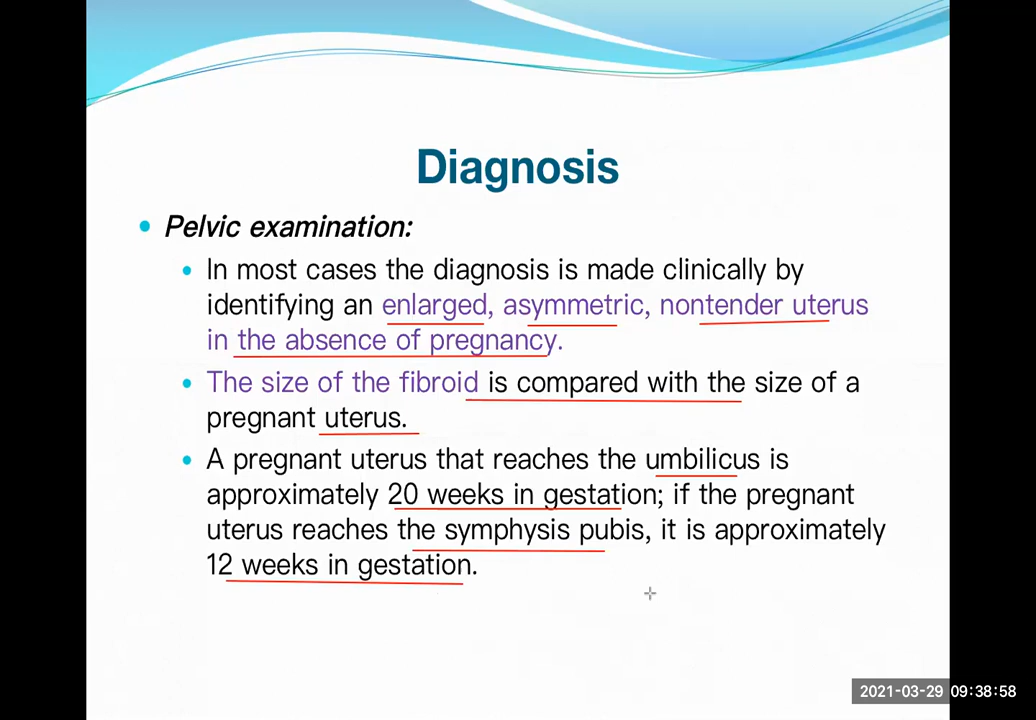 Diagnosis
• Pelvic examination:
• In most cases the diagnosis is made clinically by
identifying an enlarged, asymmetric, nontender uterus
in the absence of pregnancy.
• The size of the fibroid is compared with the size of a
pregnant uterus.
• A pregnant uterus that reaches the umbilicus is
approximately 20 weeks in gestation; if the pregnant
uterus reaches the symphysis pubis, it is approximately
12 weeks in gestation.
2021-03-29 09:38:58